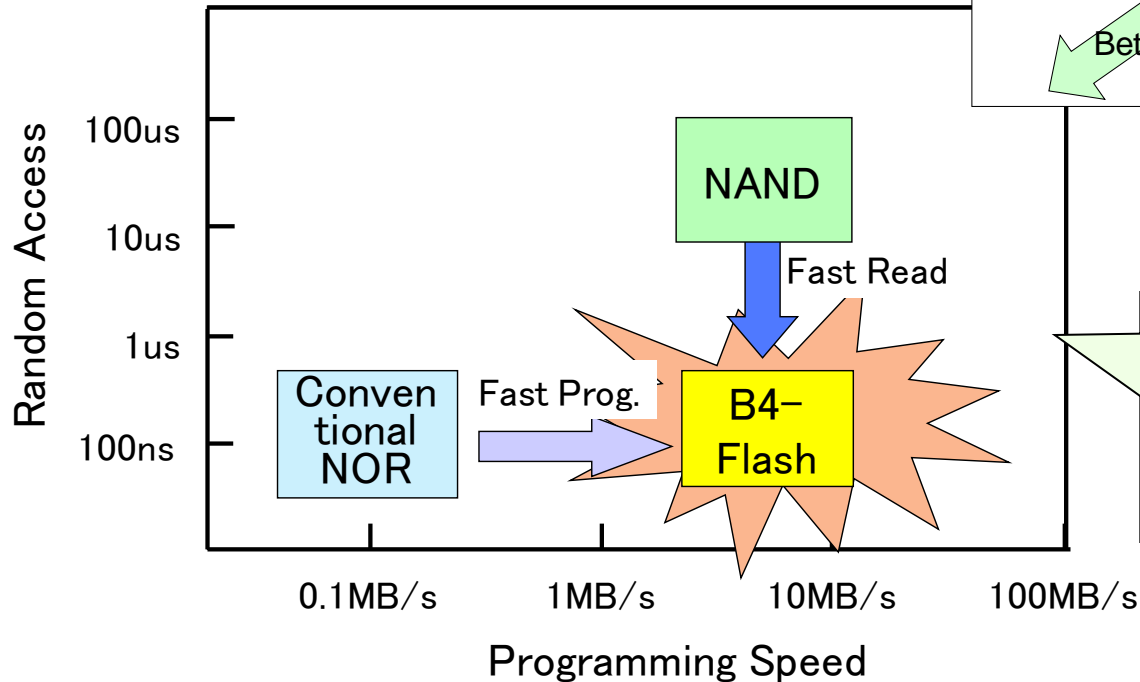 Bet
100us
NAND
10us
Fast Read
Random Access
1us
Conven
tional
NOR
Fast Prog.
B4-
Flash
100ns
0.1MB/s 1MB/s 10MB/s 100MB/s
Programming Speed